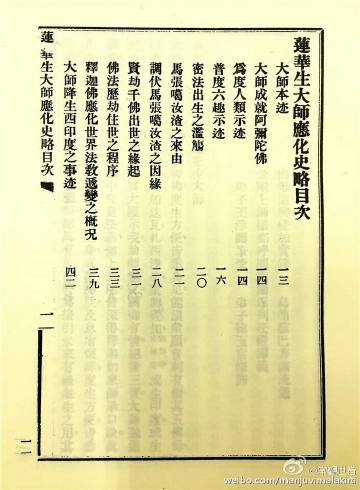 蓮華生大師應化史略目次
大師本迹 一三
大師成就阿彌陀佛 一四
爲度人類示迹 一四
普度六趣示迹 一六
密法出生之濫觴 二〇
馬張噶汝渣之來由 二一
調伏馬張噶汝渣之因緣 二八
賢劫千佛出世之緣起 三一
佛法歷劫住世之程序 三三
釋迦佛應化世界法教遞變之概況 三九
大師降生西印度之事迹 四二
蓮華生大師應化史略目次
一
一一
weibo.com/manjuvimalakirti